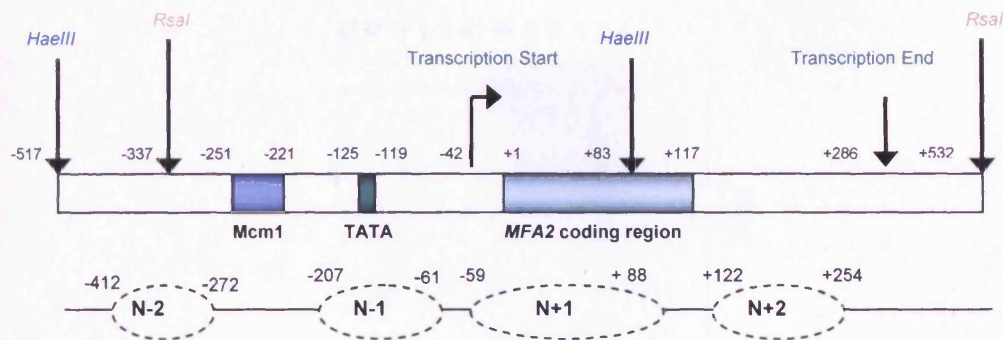 RsaI
RsaI
HaeIII
HaeIII
Transcription Start
Transcription End
-517
-337
-251
-221
-125
-119
-42
+1
+83
+117
+286
+532
Mcm1
TATA
MFA2 coding region
-412
-272
-207
-61
-59
+ 88
+122
+254
N-2
N-1
N+1
N+2